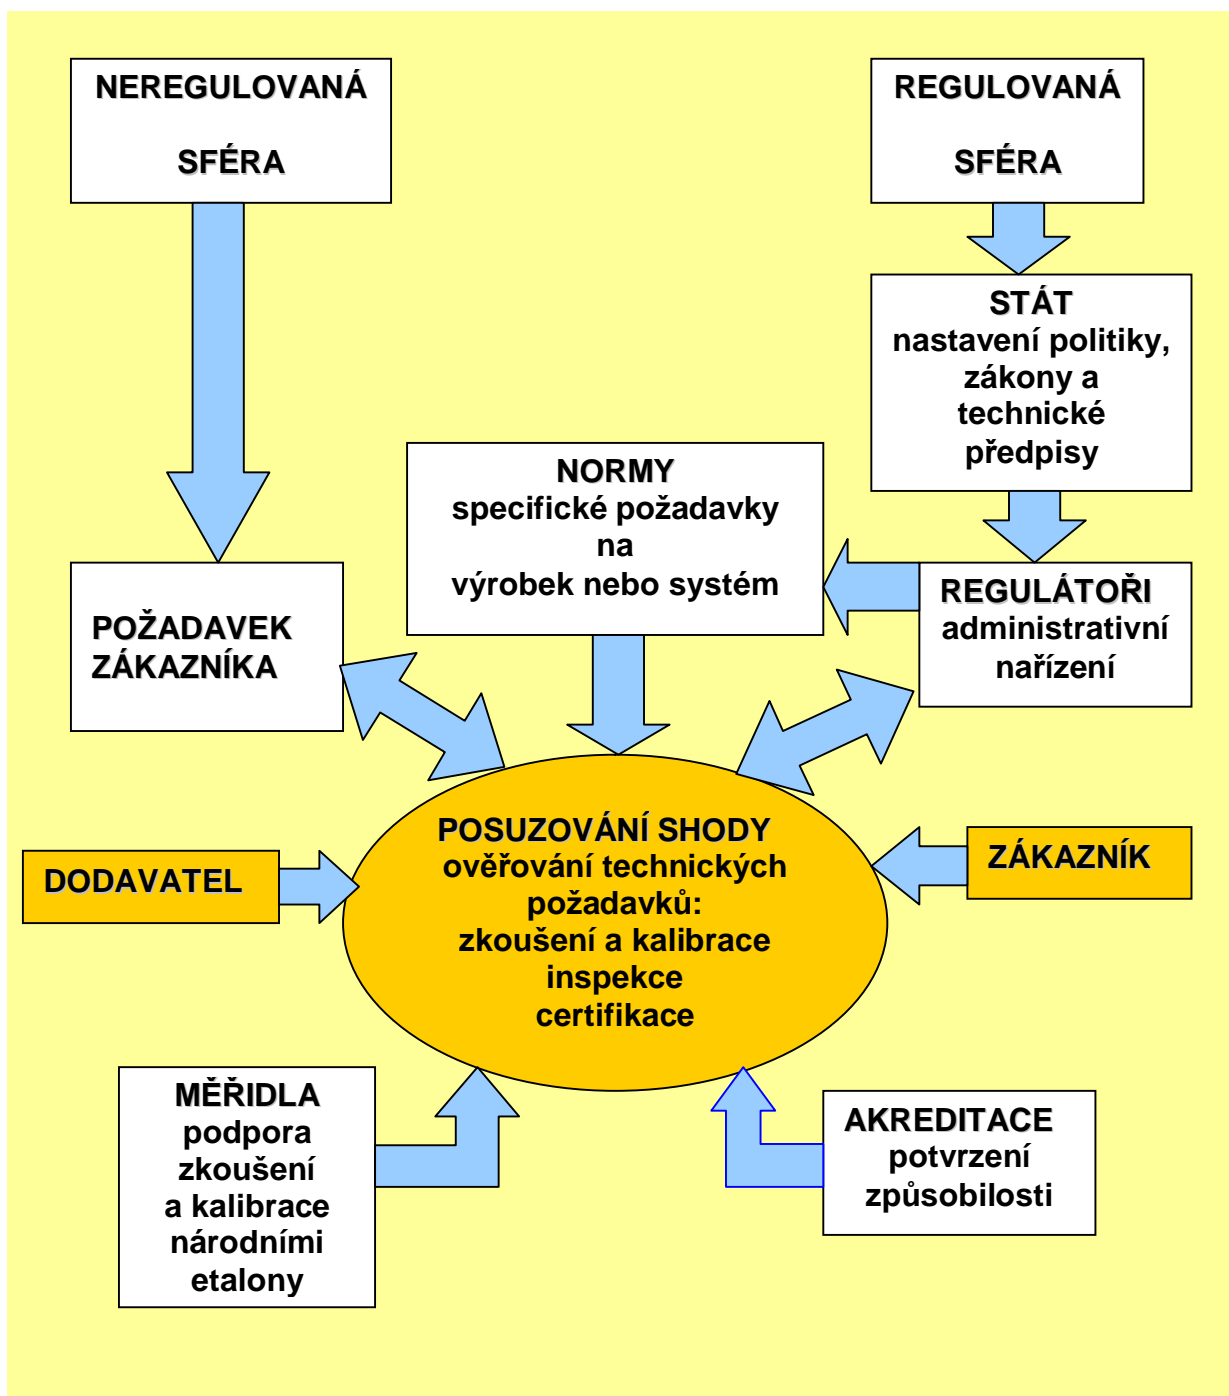 NEREGULOVANÁ
SFÉRA
REGULOVANÁ
SFÉRA
STÁT
nastavení politiky,
zákony a
technické
předpisy
NORMY
specifické požadavky
na
výrobek nebo systém
POŽADAVEK
ZÁKAZNÍKA
REGULÁTOŘI
administrativní
nařízení
POSUZOVÁNÍ SHODY
ověřování technických
požadavků:
zkoušení a kalibrace
inspekce
certifikace
DODAVATEL
ZÁKAZNÍK
MĚŘIDLA
podpora
zkoušení
a kalibrace
národními
etalony
AKREDITACE
potvrzení
způsobilosti